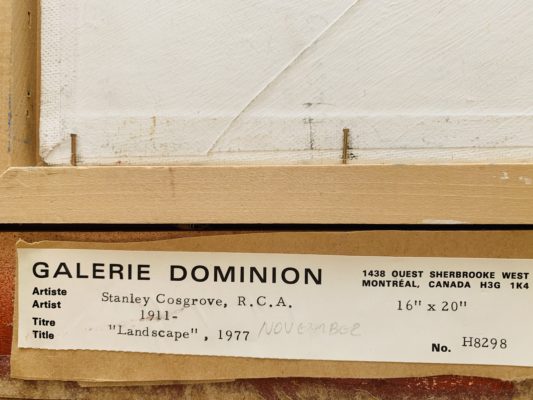 GALERIE DOMINION
1438 OUEST SHERBROOKE WEST
MONTRÉAL, CANADA H3G 1K4
Artiste
Artist
Stanley Cosgrove, R.C.A.
1911-
16" x 20"
Titre
Title
"Landscape", 1977 NOVEMBER
No. H8298